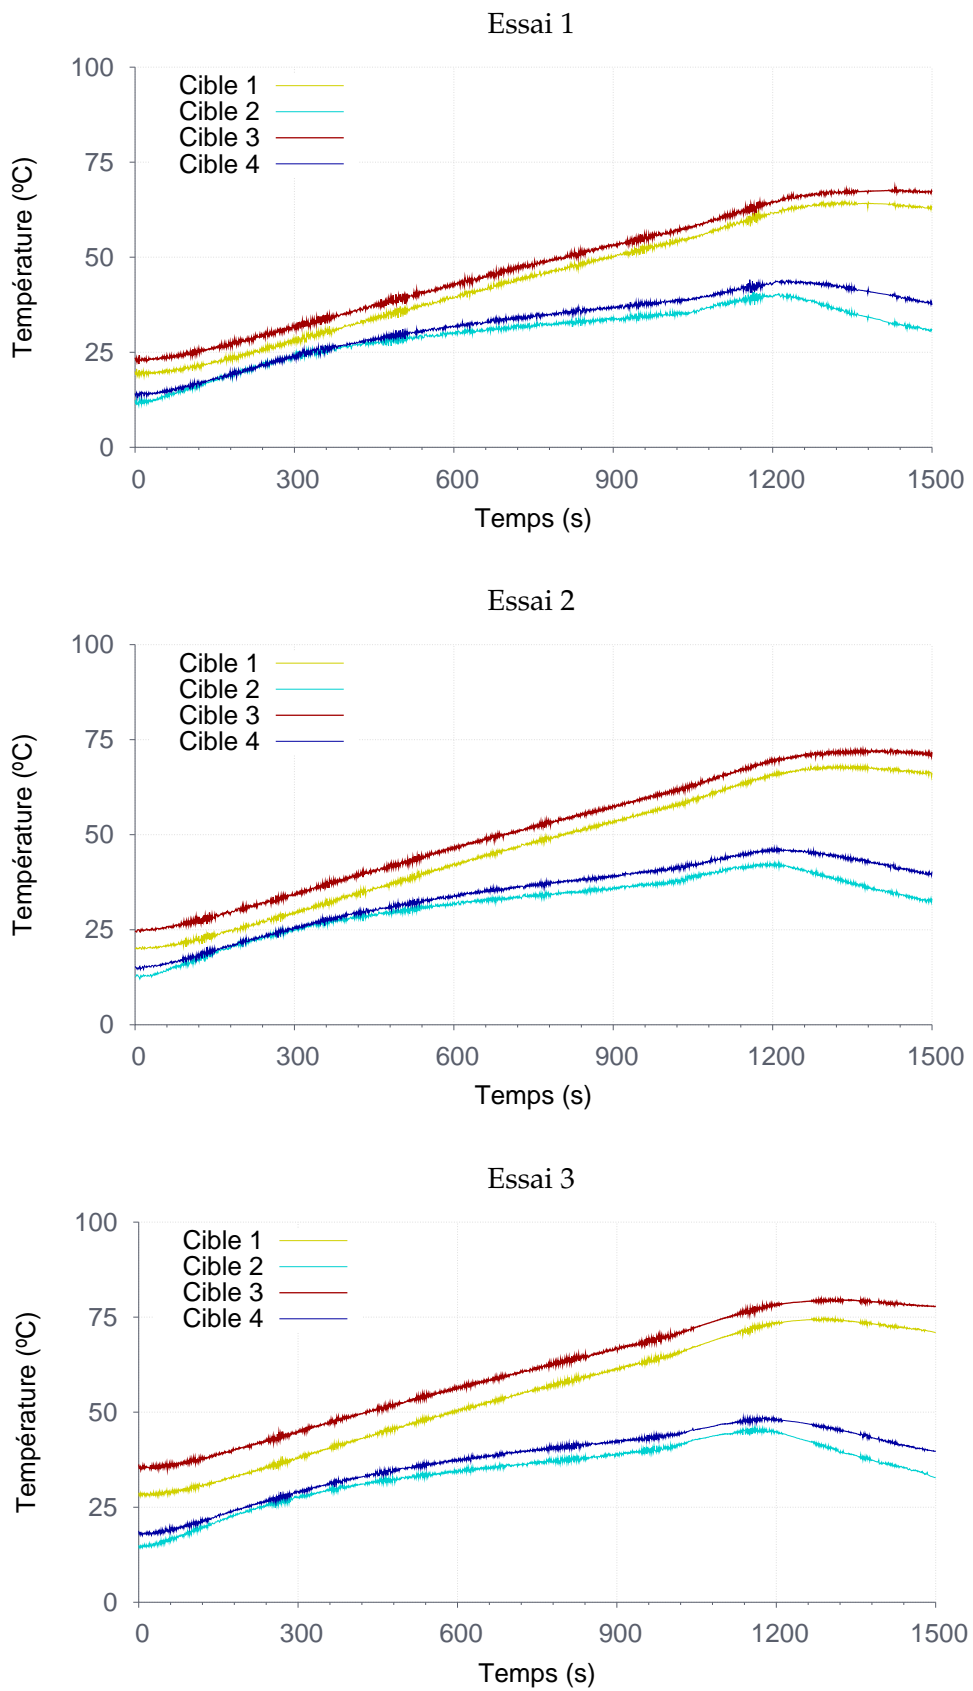 Essai 1
100
75
50
25
0
Température (ºC)
Cible 1
Cible 2
Cible 3
Cible 4
0 300 600 900 1200 1500
Temps (s)
Essai 2
100
75
50
25
0
Température (ºC)
Cible 1
Cible 2
Cible 3
Cible 4
0 300 600 900 1200 1500
Temps (s)
Essai 3
100
75
50
25
0
Température (ºC)
Cible 1
Cible 2
Cible 3
Cible 4
0 300 600 900 1200 1500
Temps (s)